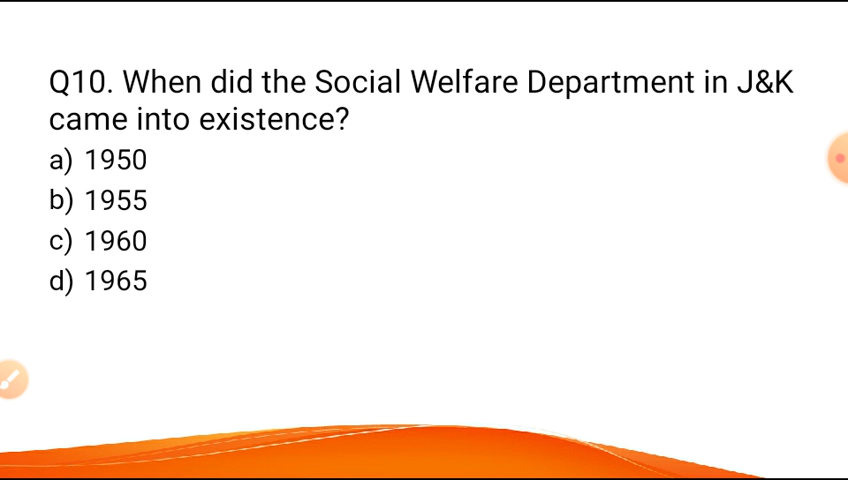 Q10. When did the Social Welfare Department in J&K
came into existence?
a) 1950
b) 1955
c) 1960
d) 1965